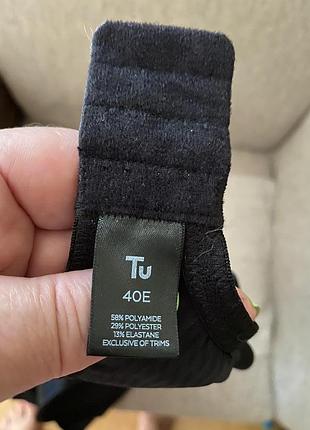 Tu
40E
58% POLYAMIDE
29% POLYESTER
13% ELASTANE
EXCLUSIVE OF TRIMS